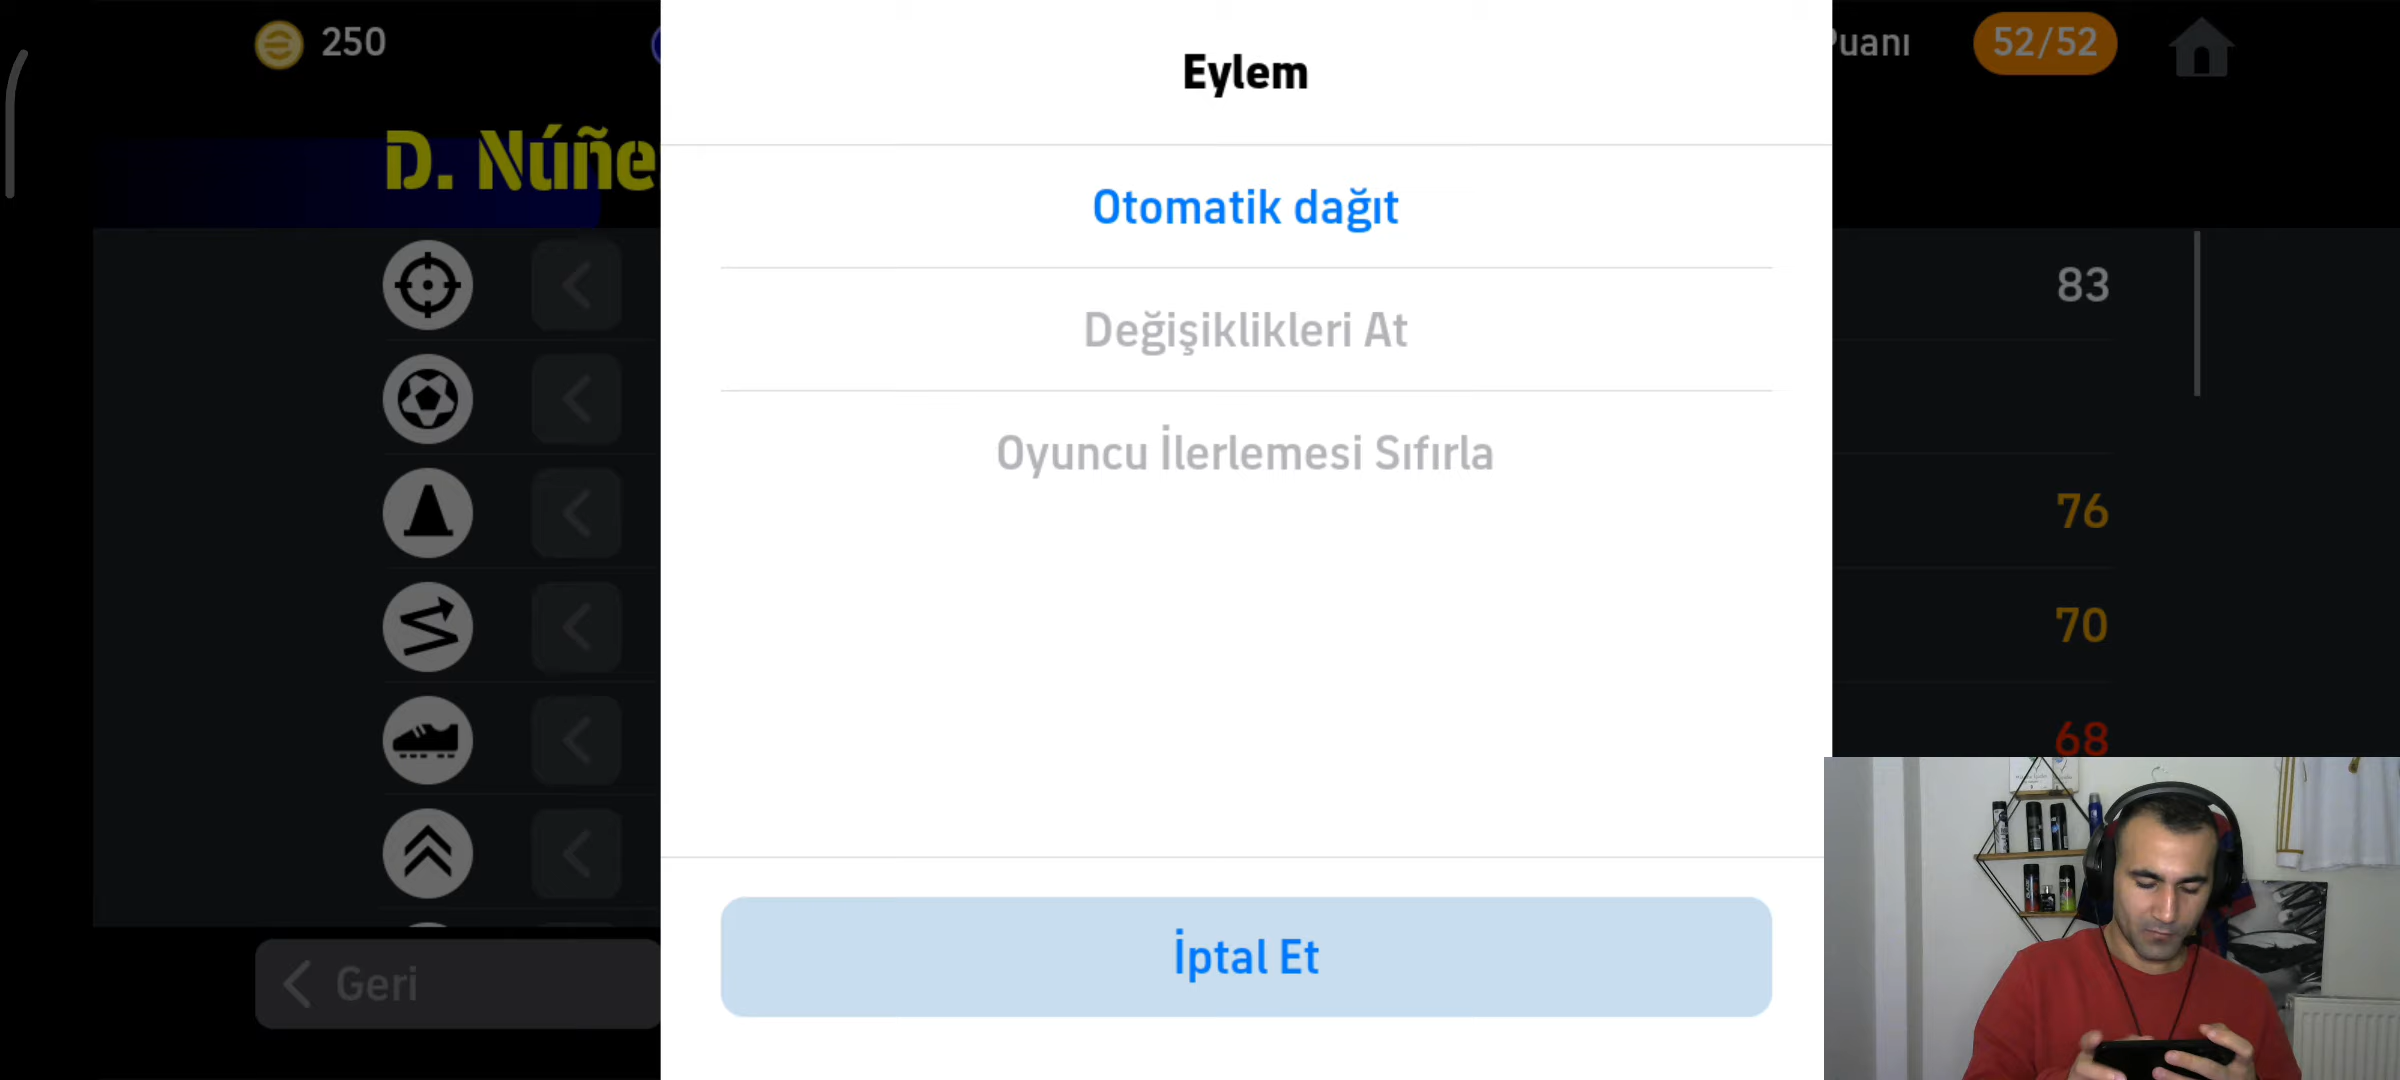 250
Eylem
Puanı
52/52
D. Núñe
Otomatik dağıt
Değişiklikleri At
Oyuncu İlerlemesi Sıfırla
83
76
70
68
Geri
İptal Et